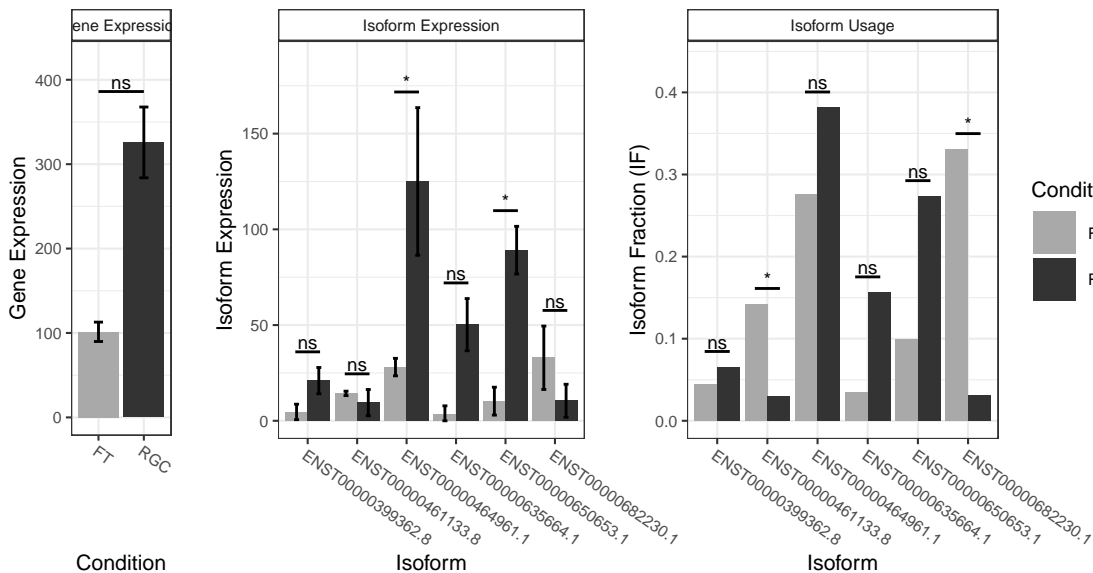 ene Expressio
Isoform Expression
Isoform Usage
Gene Expression
400
300
200
100
0
ns
FT
RGC
Condition
Isoform Expression
150
100
50
0
ns
ns
*
ns
*
ns
ENST00000399362.8
ENST00000461133.8
ENST00000464961.1
ENST00000635664.1
ENST00000650653.1
ENST00000682230.1
Isoform
Isoform Fraction (IF)
0.4
0.3
0.2
0.1
0.0
ns
*
ns
ns
ns
*
ENST00000399362.8
ENST00000461133.8
ENST00000464961.1
ENST00000635664.1
ENST00000650653.1
ENST00000682230.1
Isoform
Condit